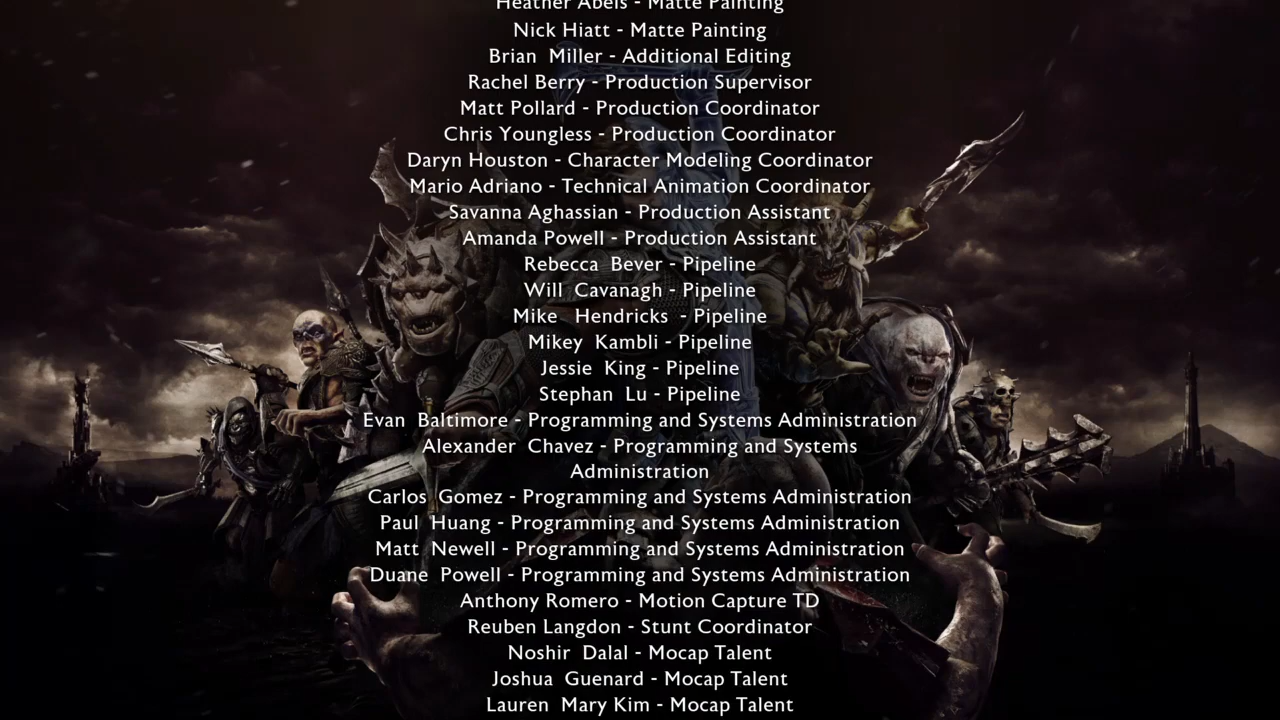 Heather Abels - Matte Painting
Nick Hiatt - Matte Painting
Brian  Miller - Additional Editing
Rachel Berry - Production Supervisor
Matt Pollard - Production Coordinator
Chris Youngless - Production Coordinator
Daryn Houston - Character Modeling Coordinator
Mario Adriano - Technical Animation Coordinator
Savanna Aghassian - Production Assistant
Amanda Powell - Production Assistant
Rebecca  Bever - Pipeline
Will  Cavanagh - Pipeline
Mike  Hendricks  - Pipeline
Mikey  Kambli - Pipeline
Jessie  King - Pipeline
Stephan  Lu - Pipeline
Evan  Baltimore - Programming and Systems Administration
Alexander  Chavez - Programming and Systems
Administration
Carlos  Gomez - Programming and Systems Administration
Paul  Huang - Programming and Systems Administration
Matt  Newell - Programming and Systems Administration
Duane  Powell - Programming and Systems Administration
Anthony Romero - Motion Capture TD
Reuben Langdon - Stunt Coordinator
Noshir  Dalal - Mocap Talent
Joshua  Guenard - Mocap Talent
Lauren  Mary Kim - Mocap Talent